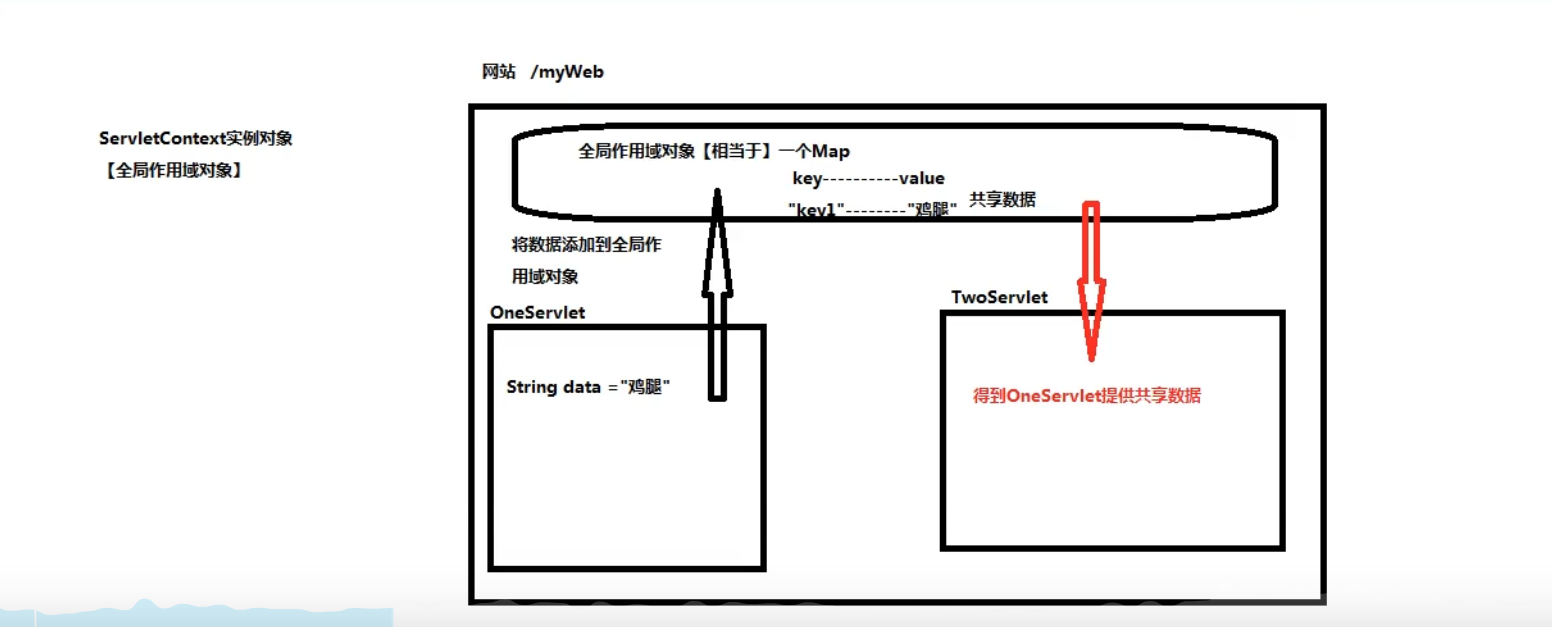 网站 /myWeb
ServletContext实例对象
【全局作用域对象】
全局作用域对象【相当于】一个Map
key----------value
"key1"--------"鸡腿" 共享数据
将数据添加到全局作
用域对象
OneServlet
String data ="鸡腿"
TwoServlet
得到OneServlet提供共享数据